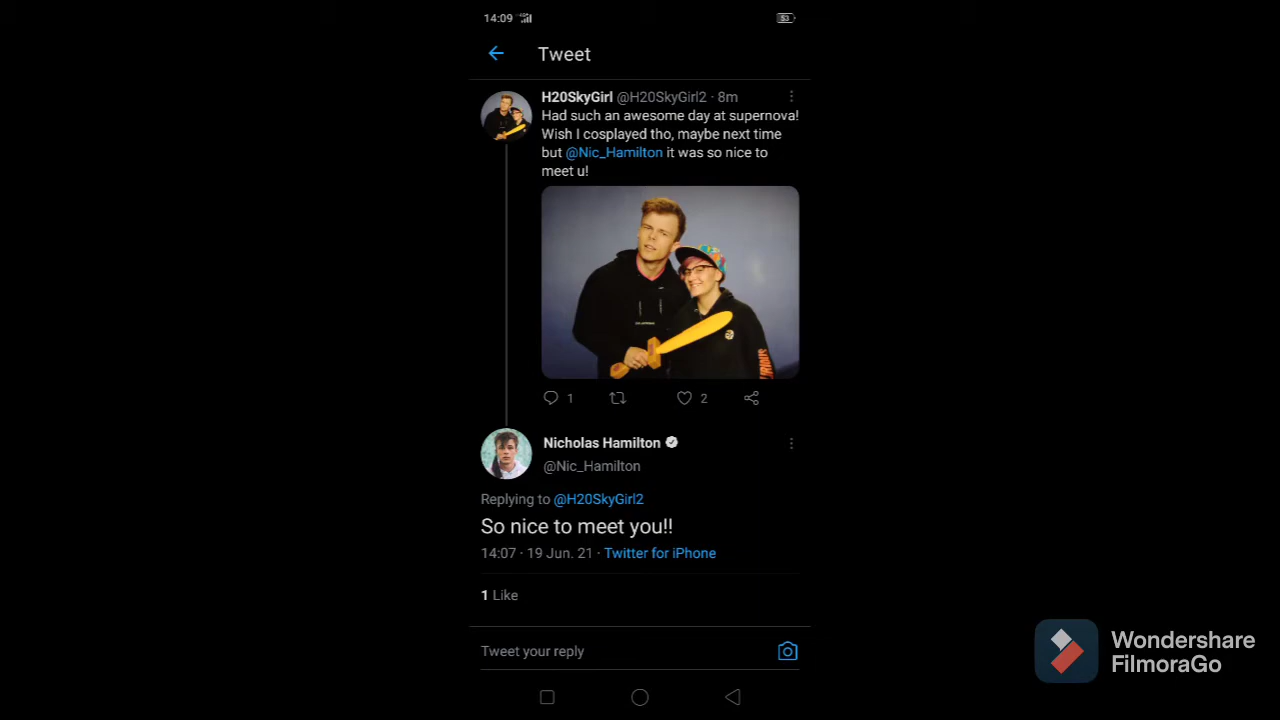 14:09
53
Tweet
H20SkyGirl @H20SkyGirl2 · 8m
Had such an awesome day at supernova!
Wish I cosplayed tho, maybe next time
but @Nic_Hamilton it was so nice to
meet u!
1 2
Nicholas Hamilton
@Nic_Hamilton
Replying to @H20SkyGirl2
So nice to meet you!!
14:07 · 19 Jun. 21 · Twitter for iPhone
1 Like
Tweet your reply
Wondershare
FilmoraGo